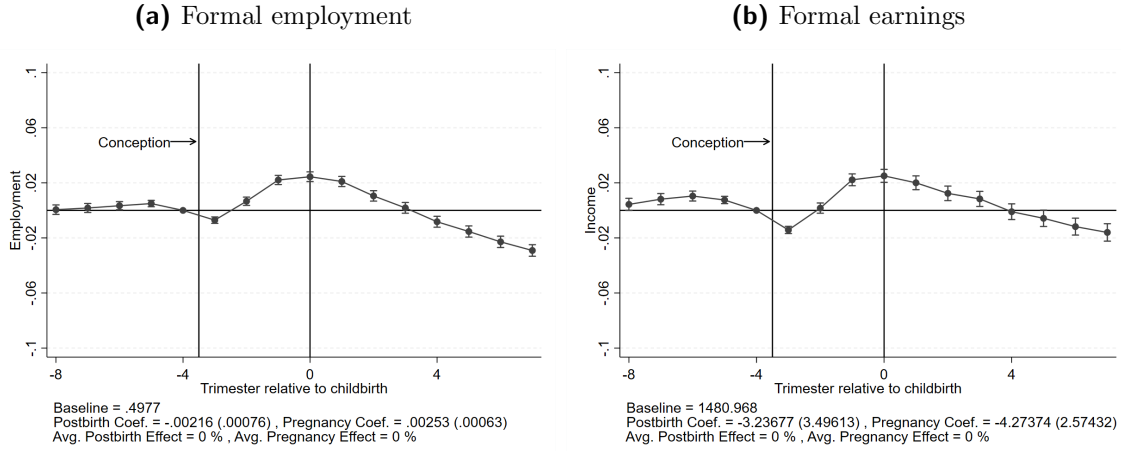 (a) Formal employment
.1
.06
.02
-.02
-.06
-.1
Employment
Conception
-8
-4
0
4
Trimester relative to childbirth
Baseline = .4977
Postbirth Coef. = -.00216 (.00076) , Pregnancy Coef. = .00253 (.00063)
Avg. Postbirth Effect = 0 % , Avg. Pregnancy Effect = 0 %
(b) Formal earnings
.1
.06
.02
-.02
-.06
-.1
Income
Conception
-8
-4
0
4
Trimester relative to childbirth
Baseline = 1480.968
Postbirth Coef. = -3.23677 (3.49613) , Pregnancy Coef. = -4.27374 (2.57432)
Avg. Postbirth Effect = 0 % , Avg. Pregnancy Effect = 0 %